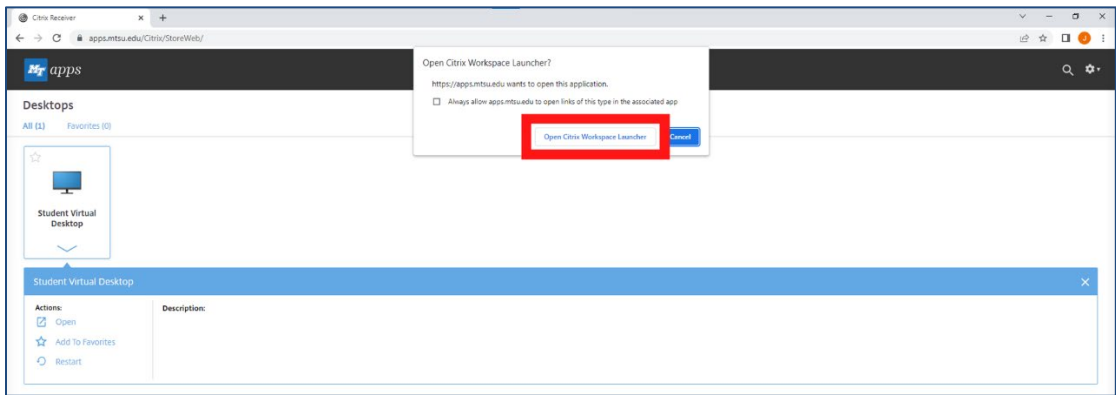 Citrix Receiver
apps.mtsu.edu/Citrix/StoreWeb/
J
MT apps
Open Citrix Workspace Launcher?
https://apps.mtsu.edu wants to open this application.
Always allow apps.mtsu.edu to open links of this type in the associated app
Open Citrix Workspace Launcher Cancel
Desktops
All (1) Favorites (0)
Student Virtual
Desktop
Student Virtual Desktop
Actions: Description:
Open
Add To Favorites
Restart